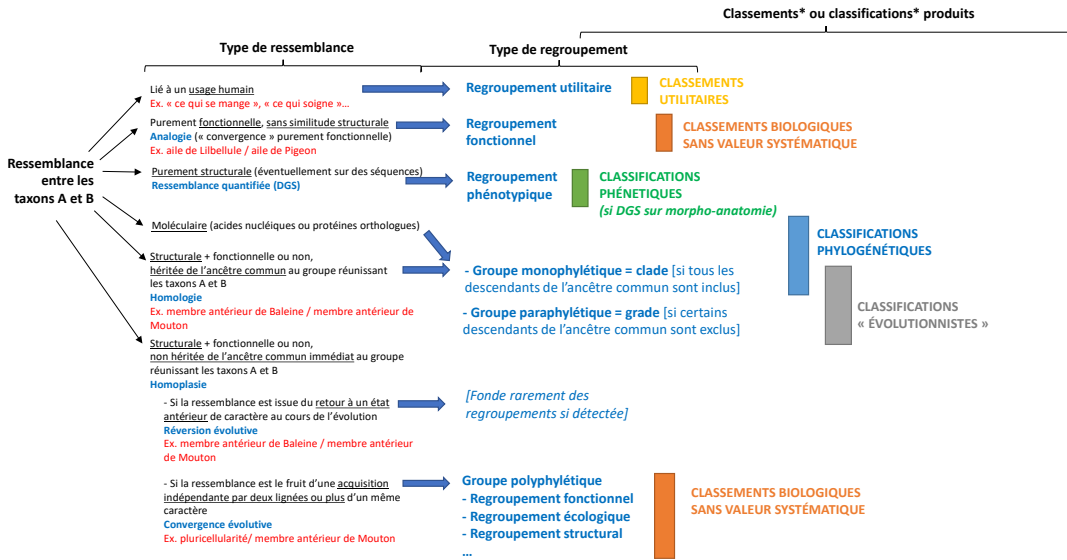 Classements* ou classifications* produits
Type de ressemblance
Type de regroupement
Ressemblance
entre les
taxons A et B
Lié à un usage humain
Ex. « ce qui se mange », « ce qui soigne »...
Regroupement utilitaire
CLASSEMENTS
UTILITAIRES
Purement fonctionnelle, sans similitude structurale
Analogie (« convergence » purement fonctionnelle)
Ex. aile de Lilbellule / aile de Pigeon
Regroupement
fonctionnel
CLASSEMENTS BIOLOGIQUES
SANS VALEUR SYSTÉMATIQUE
Purement structurale (éventuellement sur des séquences)
Ressemblance quantifiée (DGS)
Regroupement
phénotypique
CLASSIFICATIONS
PHÉNETIQUES
(si DGS sur morpho-anatomie)
Moléculaire (acides nucléiques ou protéines orthologues)
CLASSIFICATIONS
PHYLOGÉNÉTIQUES
Structurale + fonctionnelle ou non,
héritée de l'ancêtre commun au groupe réunissant
les taxons A et B
Homologie
Ex. membre antérieur de Baleine / membre antérieur de
Mouton
- Groupe monophylétique = clade [si tous les
descendants de l'ancêtre commun sont inclus]
- Groupe paraphylétique = grade [si certains
descendants de l'ancêtre commun sont exclus]
CLASSIFICATIONS
« ÉVOLUTIONNISTES »
Structurale + fonctionnelle ou non,
non héritée de l'ancêtre commun immédiat au groupe
réunissant les taxons A et B
Homoplasie
- Si la ressemblance est issue du retour à un état
antérieur de caractère au cours de l'évolution
Réversion évolutive
Ex. membre antérieur de Baleine / membre antérieur
de Mouton
[Fonde rarement des
regroupements si détectée]
- Si la ressemblance est le fruit d'une acquisition
indépendante par deux lignées ou plus d'un même
caractère
Convergence évolutive
Ex. pluricellularité/ membre antérieur de Mouton
Groupe polyphylétique
- Regroupement fonctionnel
- Regroupement écologique
- Regroupement structural
...
CLASSEMENTS BIOLOGIQUES
SANS VALEUR SYSTÉMATIQUE